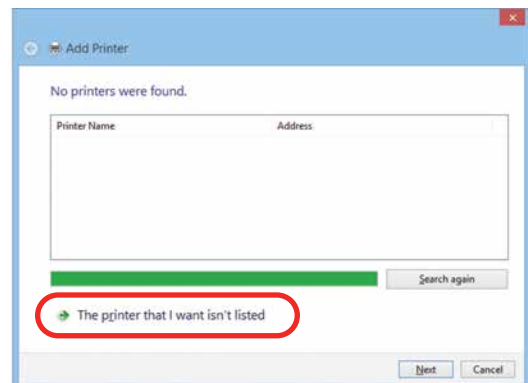 Add Printer
No printers were found.
Printer Name Address
Search again
The printer that I want isn't listed
Next Cancel